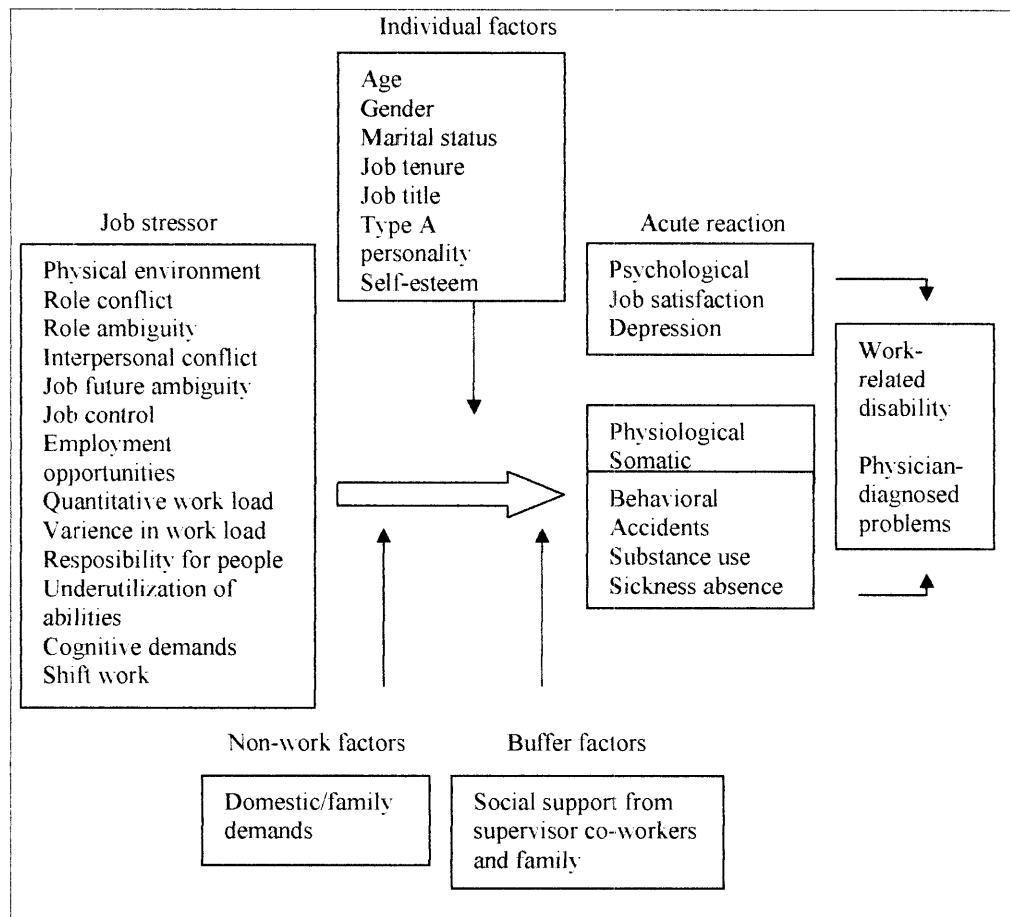 Individual factors
Age
Gender
Marital status
Job tenure
Job title
Type A
personality
Self-esteem
Job stressor
Physical environment
Role conflict
Role ambiguity
Interpersonal conflict
Job future ambiguity
Job control
Employment
opportunities
Quantitative work load
Varience in work load
Resposibility for people
Underutilization of
abilities
Cognitive demands
Shift work
Acute reaction
Psychological
Job satisfaction
Depression
Physiological
Somatic
Behavioral
Accidents
Substance use
Sickness absence
Work-
related
disability
Physician-
diagnosed
problems
Non-work factors
Domestic/family
demands
Buffer factors
Social support from
supervisor co-workers
and family